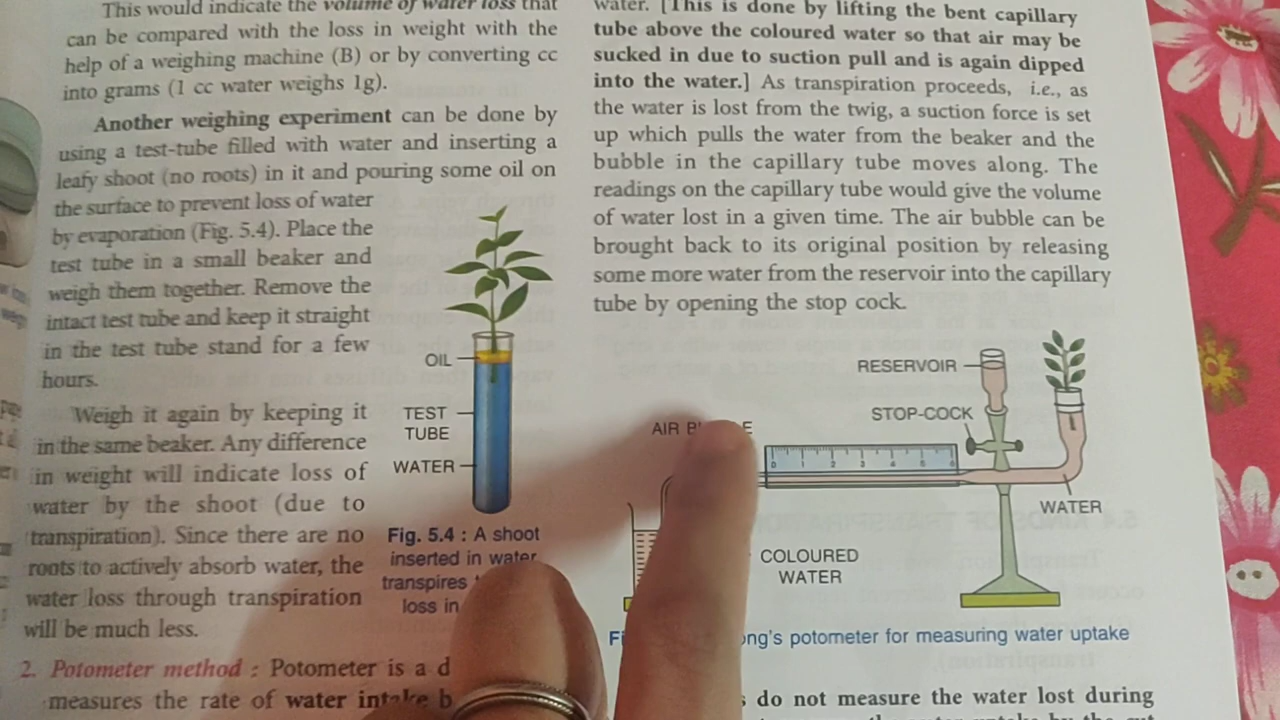 This would indicate the volume of water loss that
can be compared with the loss in weight with the
help of a weighing machine (B) or by converting cc
into grams (1 cc water weighs 1g).
Another weighing experiment can be done by
using a test-tube filled with water and inserting a
leafy shoot (no roots) in it and pouring some oil on
the surface to prevent loss of water
by evaporation (Fig. 5.4). Place the
test tube in a small beaker and
weigh them together. Remove the
intact test tube and keep it straight
in the test tube stand for a few
hours.
Weigh it again by keeping it
in the same beaker. Any difference
in weight will indicate loss of
water by the shoot (due to
transpiration). Since there are no
roots to actively absorb water, the
water loss through transpiration
will be much less.
OIL
TEST
TUBE
WATER
Fig. 5.4 : A shoot
inserted in water
transpires
loss in
2. Potometer method : Potometer is a d
measures the rate of water intake b
water. [This is done by lifting the bent capillary
tube above the coloured water so that air may be
sucked in due to suction pull and is again dipped
into the water.] As transpiration proceeds, i.e., as
the water is lost from the twig, a suction force is set
up which pulls the water from the beaker and the
bubble in the capillary tube moves along. The
readings on the capillary tube would give the volume
of water lost in a given time. The air bubble can be
brought back to its original position by releasing
some more water from the reservoir into the capillary
tube by opening the stop cock.
RESERVOIR
STOP-COCK
AIR B E
0 1 2 3 4 5 6
WATER
COLOURED
WATER
Fi ong's potometer for measuring water uptake
do not measure the water lost during